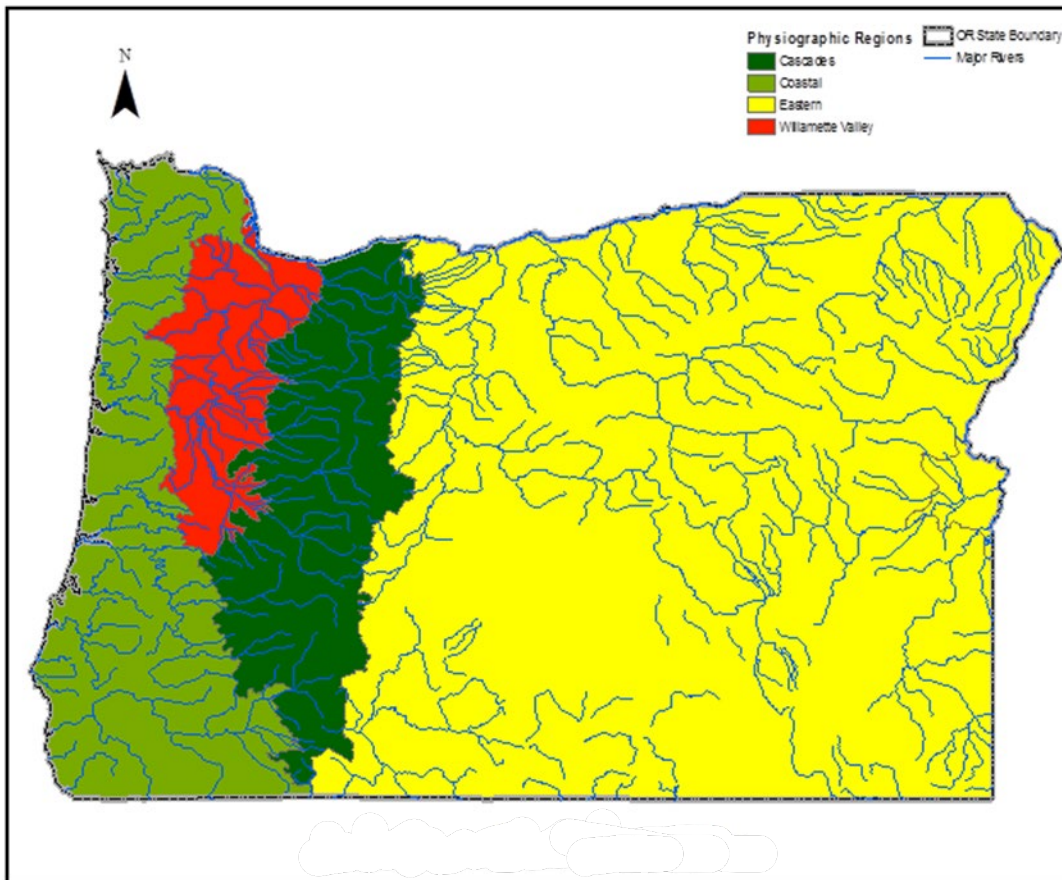 N
Physiographic Regions
Cascades
Coastal
Eastern
Willamette Valley
OR State Boundary
Major Rivers